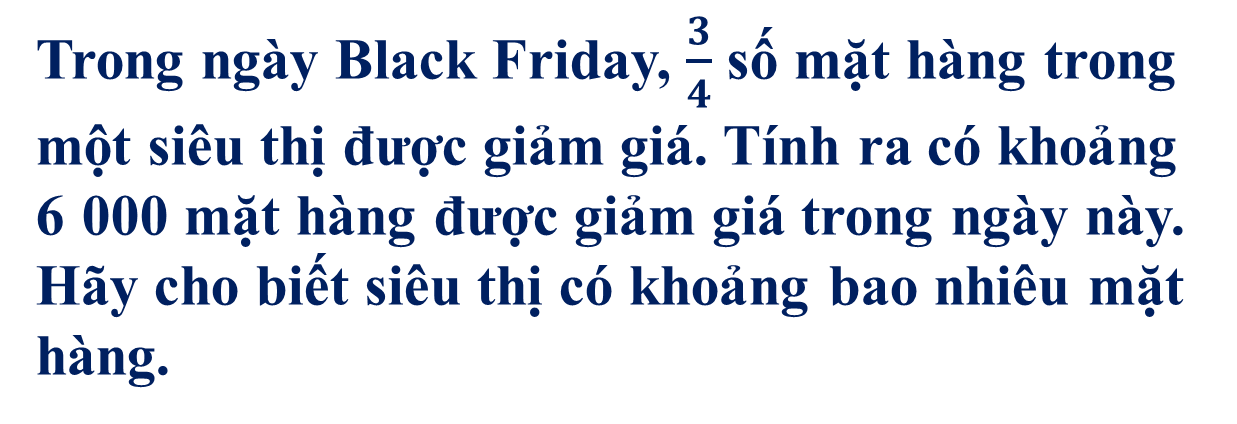 Trong ngày Black Friday, 3/4 số mặt hàng trong
một siêu thị được giảm giá. Tính ra có khoảng
6 000 mặt hàng được giảm giá trong ngày này.
Hãy cho biết siêu thị có khoảng bao nhiêu mặt
hàng.